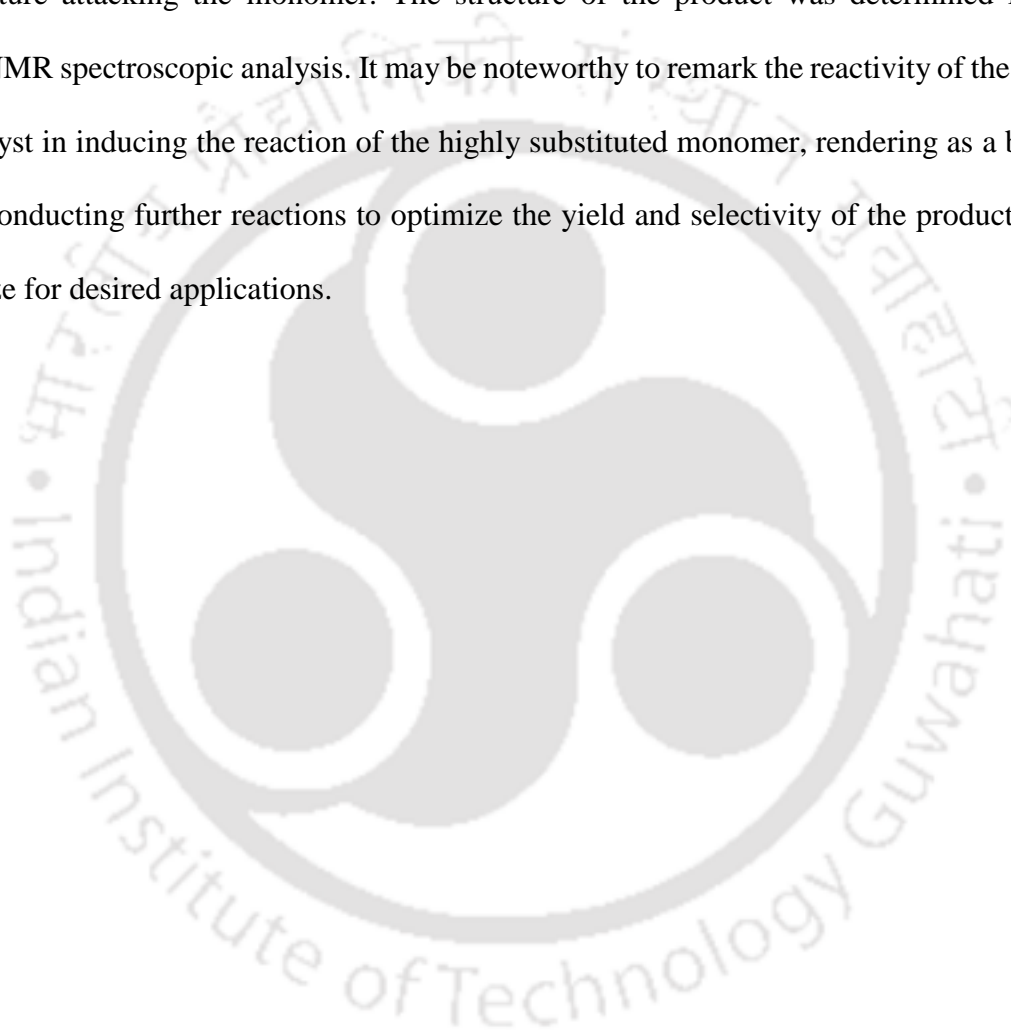 attacking the monomer. The structure of the product was determined
NMR spectroscopic analysis. It may be noteworthy to remark the reactivity of the
in inducing the reaction of the highly substituted monomer, rendering as a
conducting further reactions to optimize the yield and selectivity of the product
for desired applications.
Indian Institute of Technology Guwahati